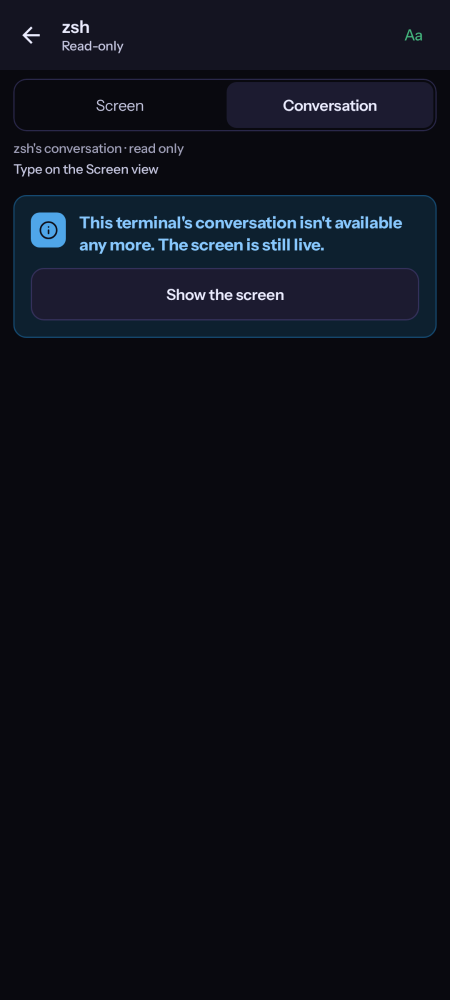 zsh
Read-only
Aa
Screen
Conversation
zsh's conversation · read only
Type on the Screen view
This terminal's conversation isn't available
any more. The screen is still live.
Show the screen